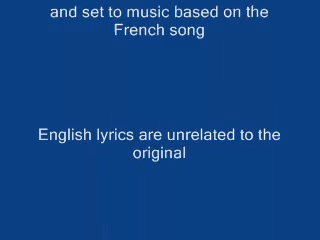 and set to music based on the
French song
English lyrics are unrelated to the
original